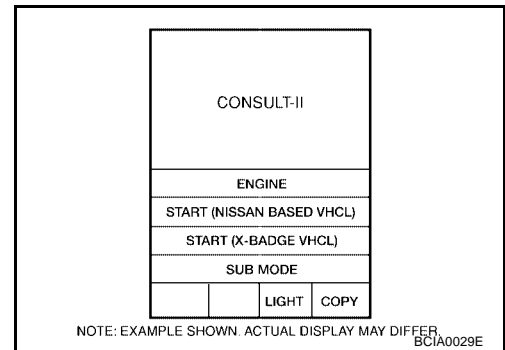 CONSULT-II
ENGINE
START (NISSAN BASED VHCL)
START (X-BADGE VHCL)
SUB MODE
LIGHT COPY
NOTE: EXAMPLE SHOWN. ACTUAL DISPLAY MAY DIFFER.
BCIA0029E